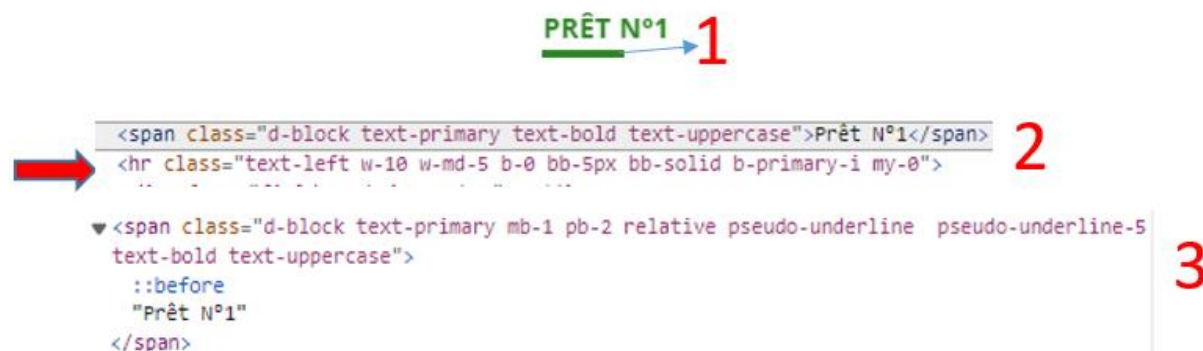 PRÊT N°1
1
<span class="d-block text-primary text-bold text-uppercase">Prêt N°1</span>
2
<hr class="text-left w-10 w-md-5 b-0 bb-5px bb-solid b-primary-i my-0">
<span class="d-block text-primary mb-1 pb-2 relative pseudo-underline  pseudo-underline-5
text-bold text-uppercase">
3
::before
"Prêt N°1"
</span>